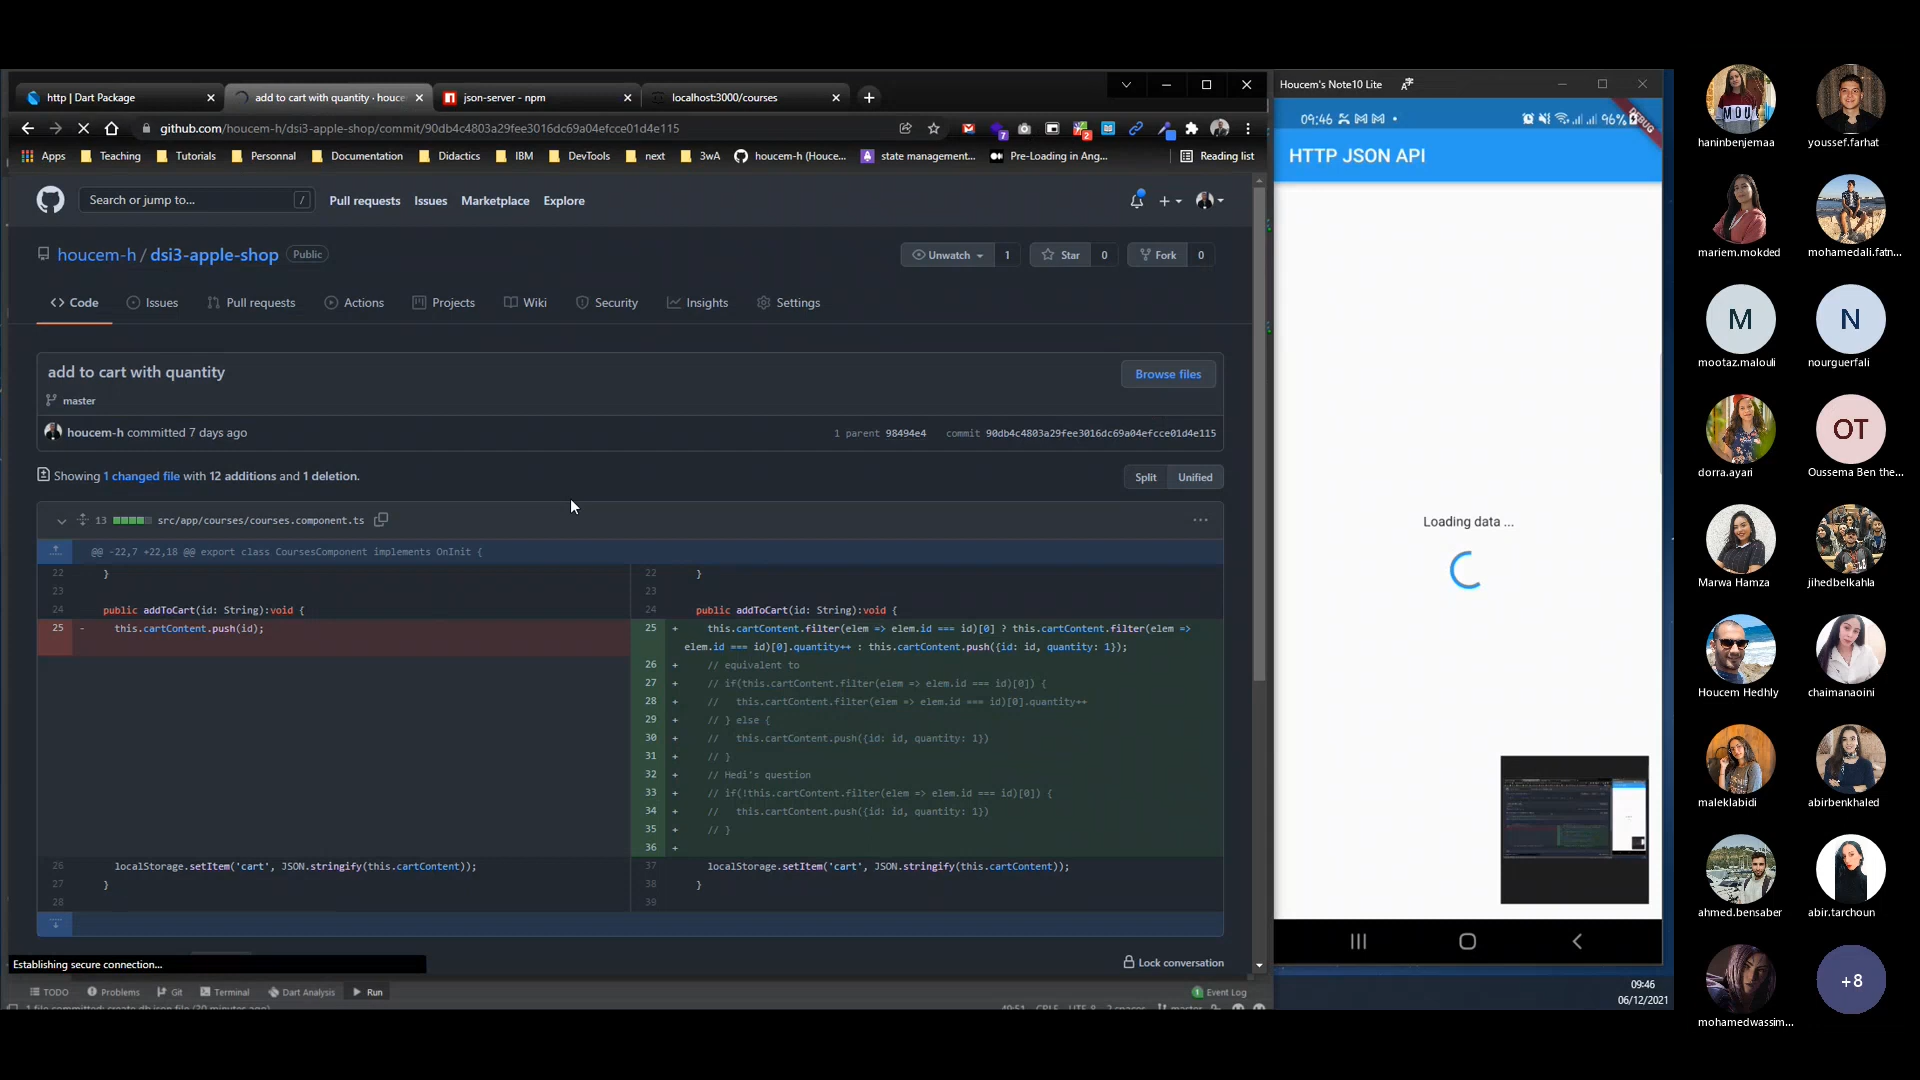 http | Dart Package
add to cart with quantity · houce
json-server - npm
localhost:3000/courses
github.com/houcem-h/dsi3-apple-shop/commit/90db4c4803a29fee3016dc69a04efcce01d4e115
Apps
Teaching
Tutorials
Personnal
Documentation
Didactics
IBM
DevTools
next
3wA
houcem-h (Houce...
state management...
Pre-Loading in Ang...
Reading list
Search or jump to...
/
Pull requests
Issues
Marketplace
Explore
houcem-h / dsi3-apple-shop
Public
Unwatch
1
Star
0
Fork
0
<> Code
Issues
Pull requests
Actions
Projects
Wiki
Security
Insights
Settings
add to cart with quantity
Browse files
master
houcem-h committed 7 days ago
1 parent 98494e4 commit 90db4c4803a29fee3016dc69a04efcce01d4e115
Showing 1 changed file with 12 additions and 1 deletion.
Split
Unified
13
src/app/courses/courses.component.ts
@@ -22,7 +22,18 @@ export class CoursesComponent implements OnInit {
22 }
23
24 public addToCart(id: String):void {
25 - this.cartContent.push(id);
26 localStorage.setItem('cart', JSON.stringify(this.cartContent));
27 }
28
22 }
23
24 public addToCart(id: String):void {
25 + this.cartContent.filter(elem => elem.id === id)[0] ? this.cartContent.filter(elem =>
elem.id === id)[0].quantity++ : this.cartContent.push({id: id, quantity: 1});
26 + // equivalent to
27 + // if(this.cartContent.filter(elem => elem.id === id)[0]) {
28 + // this.cartContent.filter(elem => elem.id === id)[0].quantity++
29 + // } else {
30 + // this.cartContent.push({id: id, quantity: 1})
31 + // }
32 + // Hedi's question
33 + // if(!this.cartContent.filter(elem => elem.id === id)[0]) {
34 + // this.cartContent.push({id: id, quantity: 1})
35 + // }
36 +
37 localStorage.setItem('cart', JSON.stringify(this.cartContent));
38 }
39
Lock conversation
Establishing secure connection...
TODO
Problems
Git
Terminal
Dart Analysis
Run
1 Event Log
Houcem's Note10 Lite
09:46
96%
DEBUG
HTTP JSON API
Loading data ...
09:46
06/12/2021
haninbenjemaa
youssef.farhat
mariem.mokded
mohamedali.fatn...
M
mootaz.malouli
N
nourguerfali
dorra.ayari
OT
Oussema Ben the...
Marwa Hamza
jihedbelkahla
Houcem Hedhly
chaimanaoini
maleklabidi
abirbenkhaled
ahmed.bensaber
abir.tarchoun
mohamedwassim...
+8